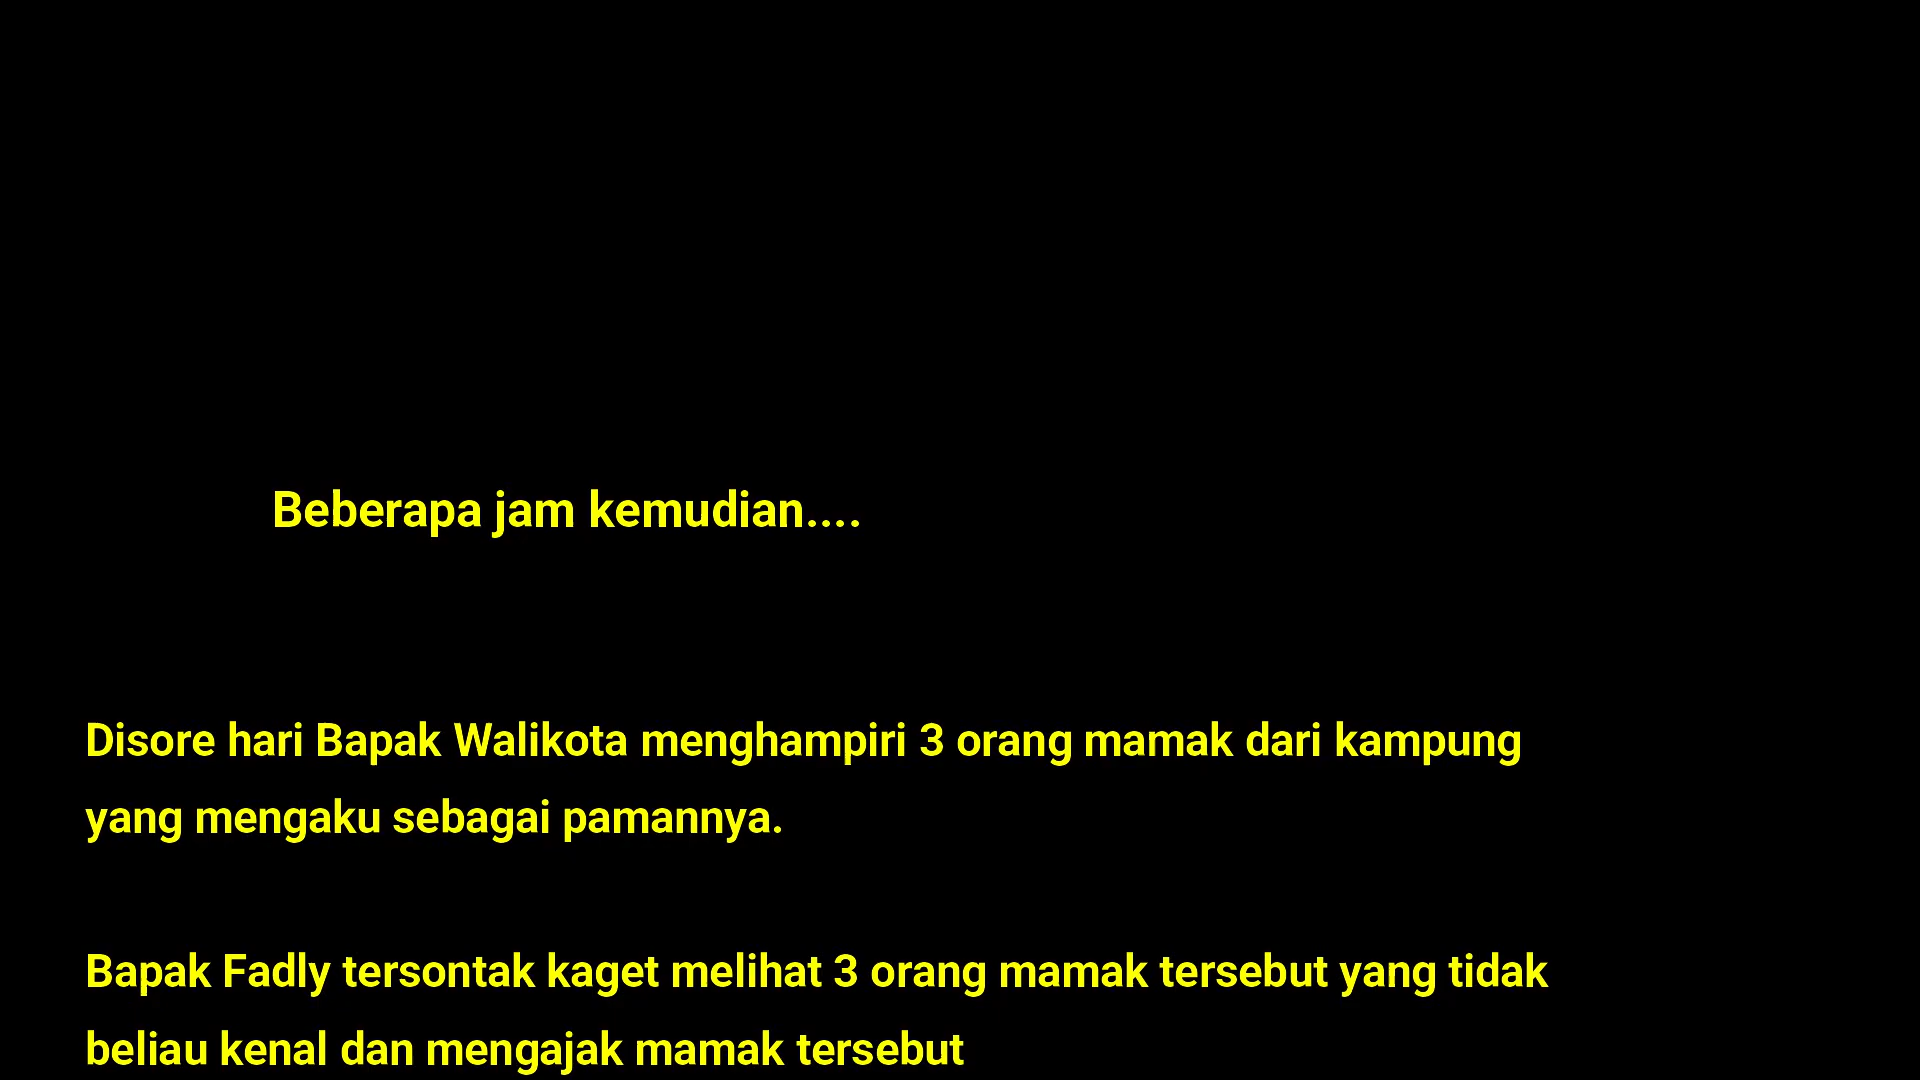 Beberapa jam kemudian....
Disore hari Bapak Walikota menghampiri 3 orang mamak dari kampung
yang mengaku sebagai pamannya.
Bapak Fadly tersontak kaget melihat 3 orang mamak tersebut yang tidak
beliau kenal dan mengajak mamak tersebut